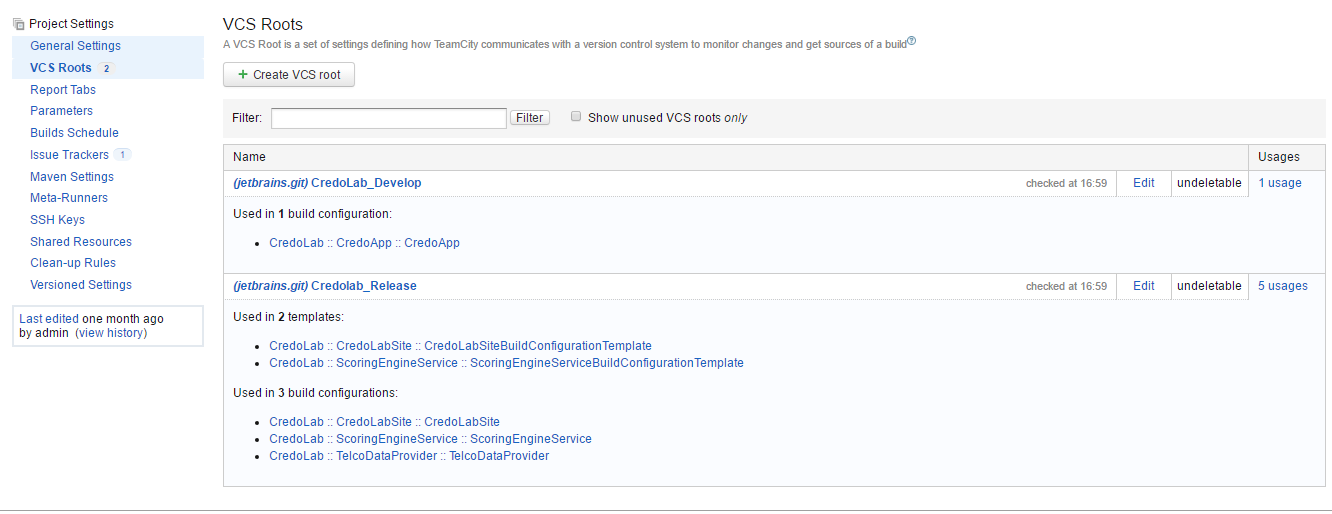 Project Settings
General Settings
VCS Roots 2
Report Tabs
Parameters
Builds Schedule
Issue Trackers 1
Maven Settings
Meta-Runners
SSH Keys
Shared Resources
Clean-up Rules
Versioned Settings
Last edited one month ago
by admin (view history)
VCS Roots
A VCS Root is a set of settings defining how TeamCity communicates with a version control system to monitor changes and get sources of a build?
+ Create VCS root
Filter: Filter Show unused VCS roots only
Name Usages
(jetbrains.git) CredoLab_Develop checked at 16:59 Edit undeletable 1 usage
Used in 1 build configuration:
• CredoLab :: CredoApp :: CredoApp
(jetbrains.git) Credolab_Release checked at 16:59 Edit undeletable 5 usages
Used in 2 templates:
• CredoLab :: CredoLabSite :: CredoLabSiteBuildConfigurationTemplate
• CredoLab :: ScoringEngineService :: ScoringEngineServiceBuildConfigurationTemplate
Used in 3 build configurations:
• CredoLab :: CredoLabSite :: CredoLabSite
• CredoLab :: ScoringEngineService :: ScoringEngineService
• CredoLab :: TelcoDataProvider :: TelcoDataProvider